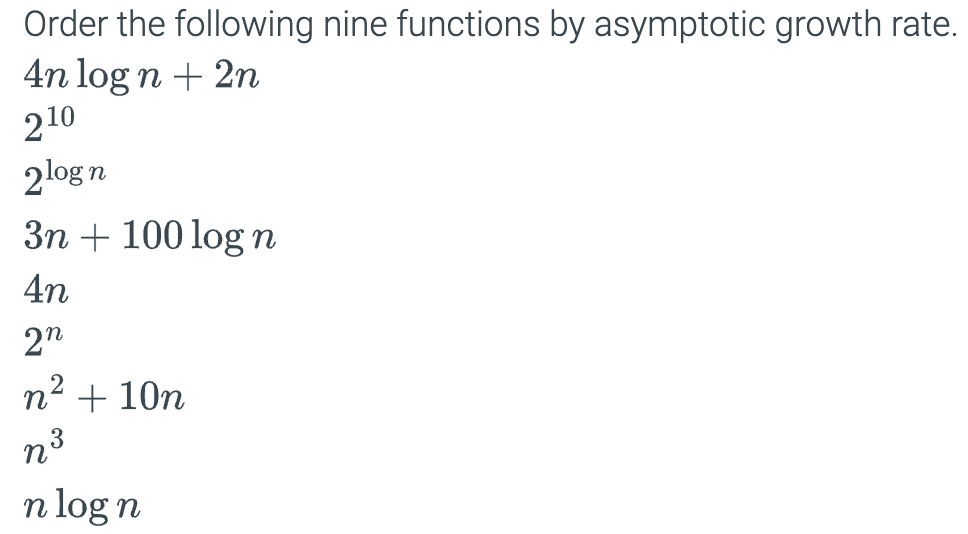 Order the following nine functions by asymptotic growth rate.
4n log n + 2n
2^10
2^log n
3n + 100 log n
4n
2^n
n^2 + 10n
n^3
n log n